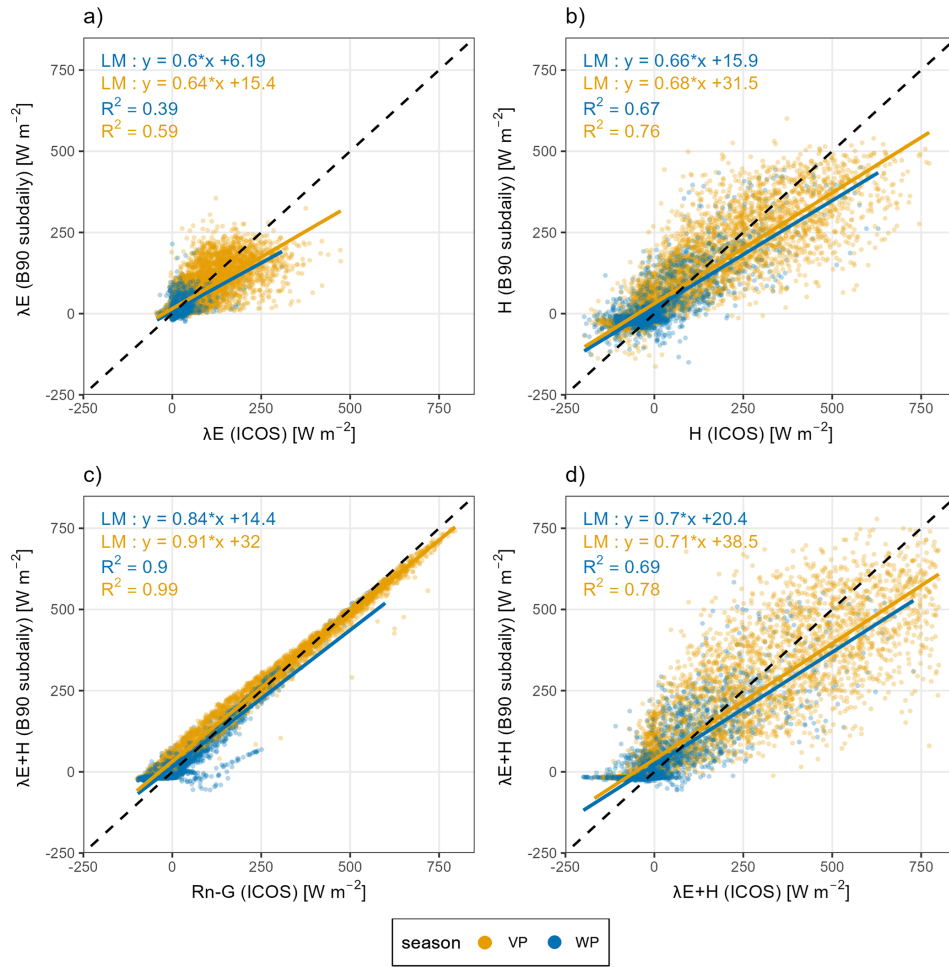 a)
LM : y = 0.6*x +6.19
LM : y = 0.64*x +15.4
R² = 0.39
R² = 0.59
750
500
250
0
-250
-250 0 250 500 750
λE (B90 subdaily) [W m⁻²]
λE (ICOS) [W m⁻²]
b)
LM : y = 0.66*x +15.9
LM : y = 0.68*x +31.5
R² = 0.67
R² = 0.76
750
500
250
0
-250
-250 0 250 500 750
H (B90 subdaily) [W m⁻²]
H (ICOS) [W m⁻²]
c)
LM : y = 0.84*x +14.4
LM : y = 0.91*x +32
R² = 0.9
R² = 0.99
750
500
250
0
-250
-250 0 250 500 750
λE+H (B90 subdaily) [W m⁻²]
Rn-G (ICOS) [W m⁻²]
d)
LM : y = 0.7*x +20.4
LM : y = 0.71*x +38.5
R² = 0.69
R² = 0.78
750
500
250
0
-250
-250 0 250 500 750
λE+H (B90 subdaily) [W m⁻²]
λE+H (ICOS) [W m⁻²]
season VP WP